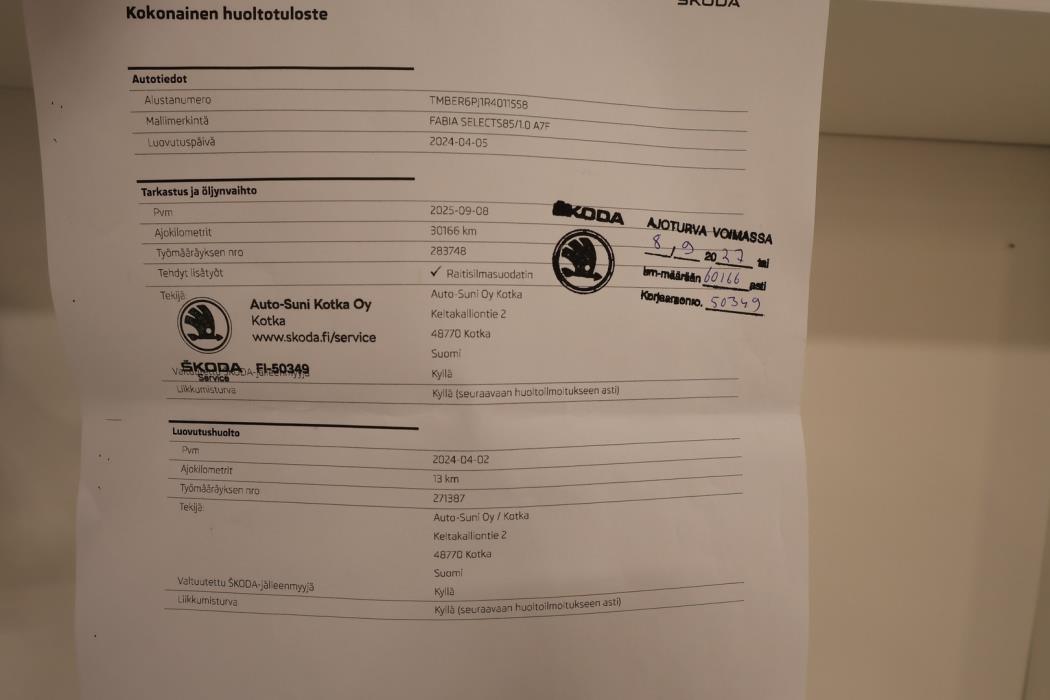 ŠKODA
Kokonainen huoltotuloste
Autotiedot
Alustanumero TMBER6PJ1R4011558
Mallimerkintä FABIA SELECTS85/1.0 A7F
Luovutuspäivä 2024-04-05
Tarkastus ja öljynvaihto
Pvm 2025-09-08
Ajokilometrit 30166 km
Työmääräyksen nro 283748
Tehdyt lisätyöt ✓ Raitisilmasuodatin
Tekijä: Auto-Suni Oy Kotka
Keltakalliontie 2
48770 Kotka
Suomi
Valtuutettu ŠKODA-jälleenmyyjä Kyllä
Liikkumisturva Kyllä (seuraavaan huoltoilmoitukseen asti)
Auto-Suni Kotka Oy
Kotka
www.skoda.fi/service
ŠKODA FI-50349
Service
ŠKODA
AJOTURVA VOIMASSA
8 , 9 2027 tai
km-määrään 60166 asti
Korjaamonro. 50349
Luovutushuolto
Pvm 2024-04-02
Ajokilometrit 13 km
Työmääräyksen nro 271387
Tekijä: Auto-Suni Oy / Kotka
Keltakalliontie 2
48770 Kotka
Suomi
Valtuutettu ŠKODA-jälleenmyyjä Kyllä
Liikkumisturva Kyllä (seuraavaan huoltoilmoitukseen asti)